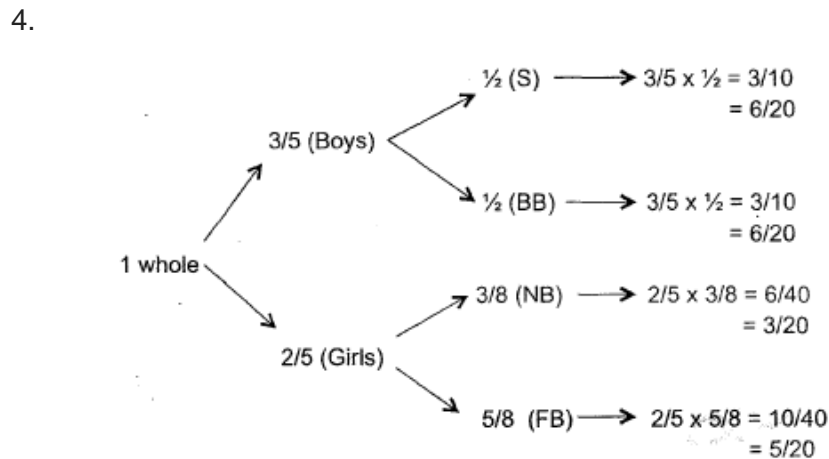 4.
½ (S) 3/5 x ½ = 3/10
= 6/20
3/5 (Boys)
½ (BB) 3/5 x ½ = 3/10
= 6/20
1 whole
3/8 (NB) 2/5 x 3/8 = 6/40
= 3/20
2/5 (Girls)
5/8 (FB) 2/5 x 5/8 = 10/40
= 5/20